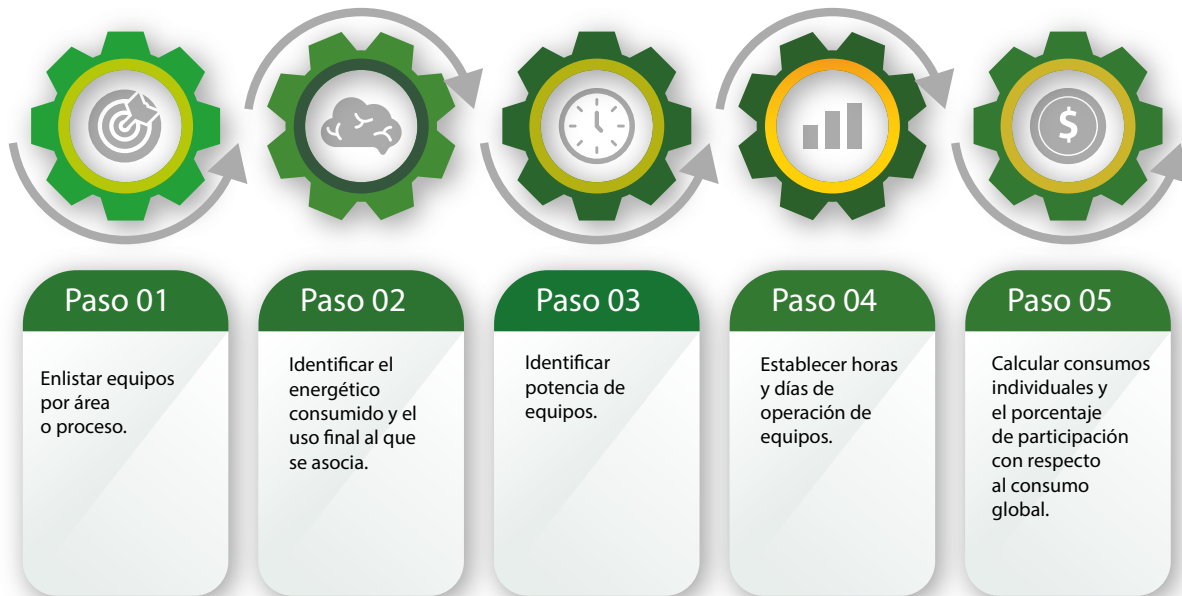 $
Paso 01
Enlistar equipos
por área
o proceso.
Paso 02
Identificar el
energético
consumido y el
uso final al que
se asocia.
Paso 03
Identificar
potencia de
equipos.
Paso 04
Establecer horas
y días de
operación de
equipos.
Paso 05
Calcular consumos
individuales y
el porcentaje
de participación
con respecto
al consumo
global.